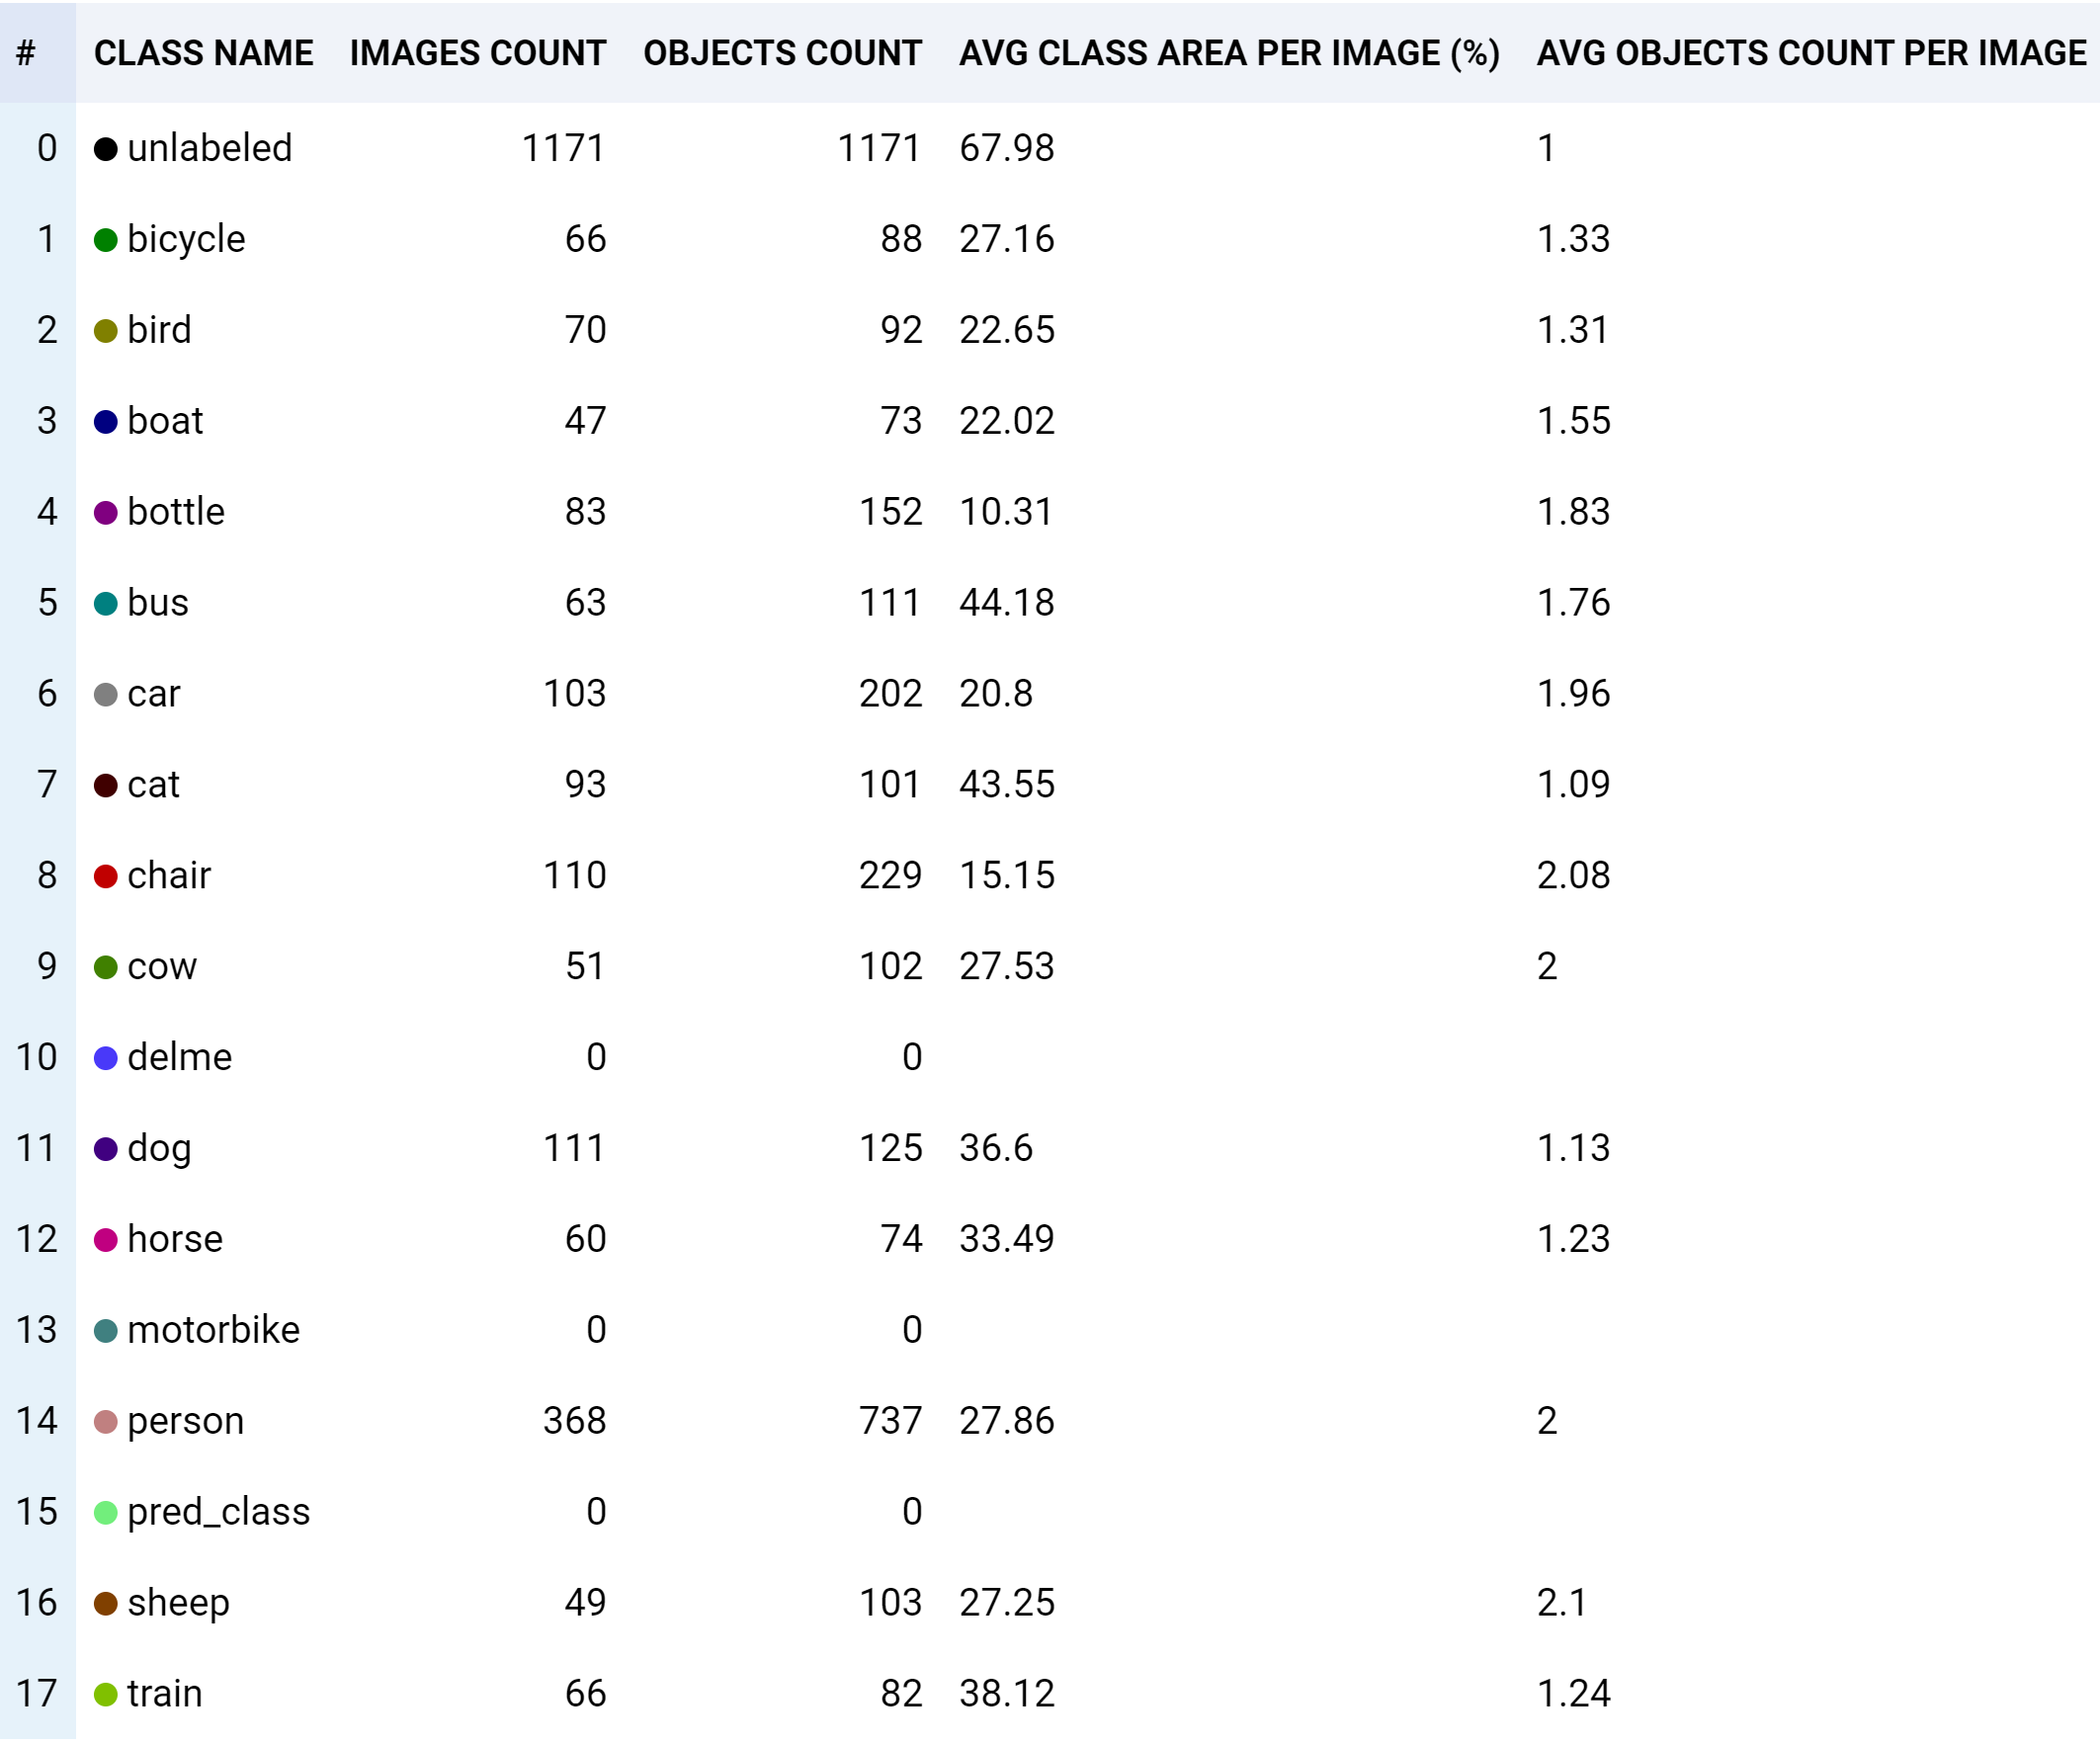 # CLASS NAME IMAGES COUNT OBJECTS COUNT AVG CLASS AREA PER IMAGE (%) AVG OBJECTS COUNT PER IMAGE
0 unlabeled 1171 1171 67.98 1
1 bicycle 66 88 27.16 1.33
2 bird 70 92 22.65 1.31
3 boat 47 73 22.02 1.55
4 bottle 83 152 10.31 1.83
5 bus 63 111 44.18 1.76
6 car 103 202 20.8 1.96
7 cat 93 101 43.55 1.09
8 chair 110 229 15.15 2.08
9 cow 51 102 27.53 2
10 delme 0 0
11 dog 111 125 36.6 1.13
12 horse 60 74 33.49 1.23
13 motorbike 0 0
14 person 368 737 27.86 2
15 pred_class 0 0
16 sheep 49 103 27.25 2.1
17 train 66 82 38.12 1.24